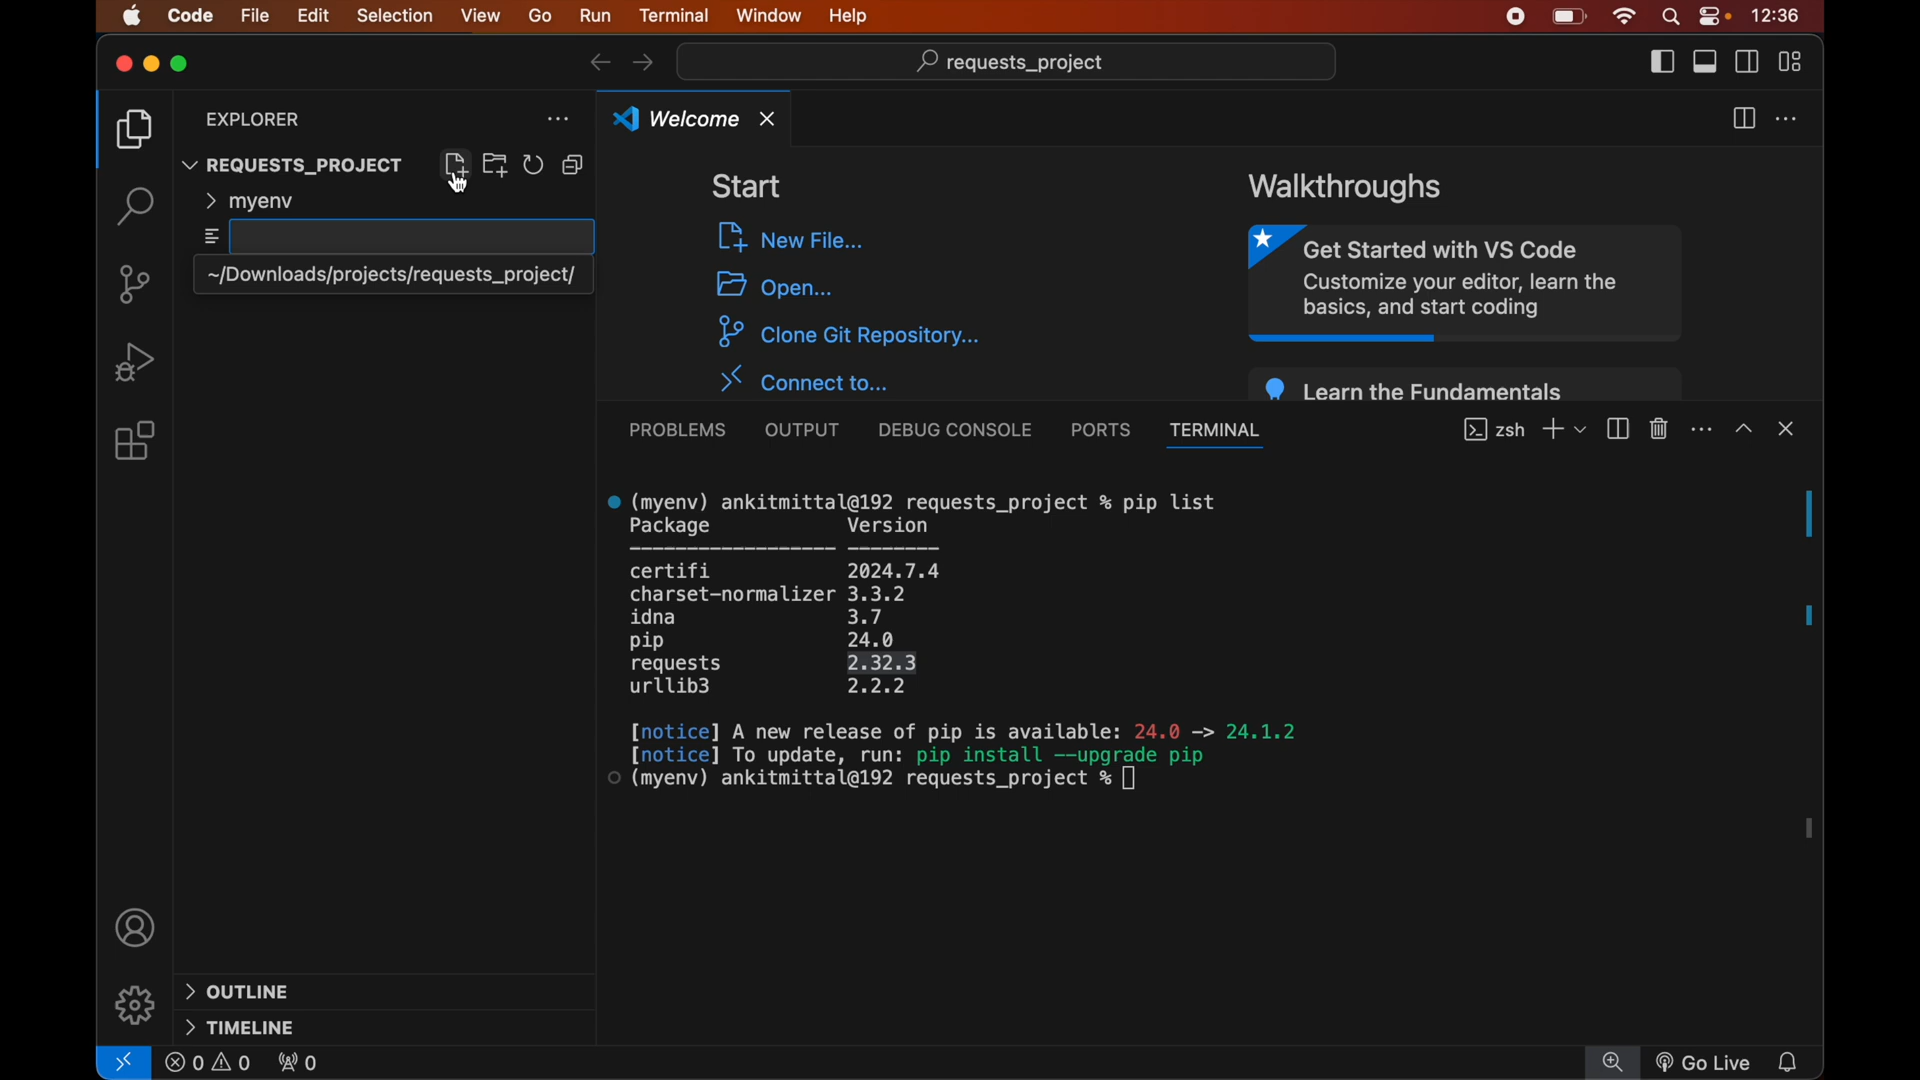 Code File Edit Selection View Go Run Terminal Window Help 12:36
requests_project
EXPLORER
Welcome
REQUESTS_PROJECT
myenv
~/Downloads/projects/requests_project/
Start
New File...
Open...
Clone Git Repository...
Connect to...
Walkthroughs
Get Started with VS Code
Customize your editor, learn the
basics, and start coding
Learn the Fundamentals
PROBLEMS OUTPUT DEBUG CONSOLE PORTS TERMINAL zsh
(myenv) ankitmittal@192 requests_project % pip list
Package Version
------------------ --------
certifi 2024.7.4
charset-normalizer 3.3.2
idna 3.7
pip 24.0
requests 2.32.3
urllib3 2.2.2
[notice] A new release of pip is available: 24.0 -> 24.1.2
[notice] To update, run: pip install --upgrade pip
(myenv) ankitmittal@192 requests_project %
OUTLINE
TIMELINE
0 0 0 Go Live